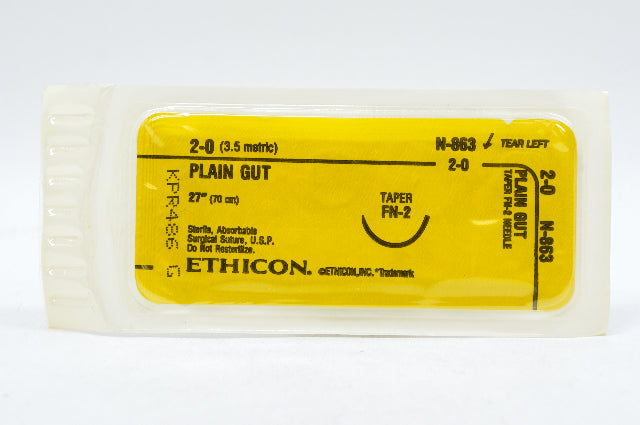 2-0 (3.5 metric)
N-863 ↙ TEAR LEFT
2-0
PLAIN GUT
27" (70 cm)
TAPER
FN-2
Sterile, Absorbable
Surgical Suture, U.S.P.
Do Not Resterilize.
ETHICON. ©ETHICON, INC. *Trademark
KPR486 G
2-0 N-863
PLAIN GUT
TAPER FN-2 NEEDLE